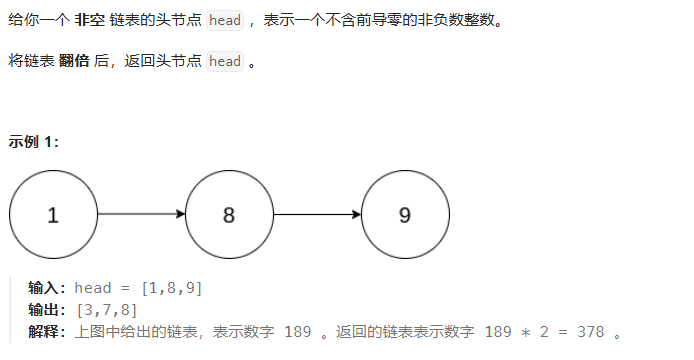 给你一个 非空 链表的头节点 head ，表示一个不含前导零的非负数整数。
将链表 翻倍 后，返回头节点 head 。
示例 1：
1 8 9
输入：head = [1,8,9]
输出：[3,7,8]
解释：上图中给出的链表，表示数字 189 。返回的链表表示数字 189 * 2 = 378 。